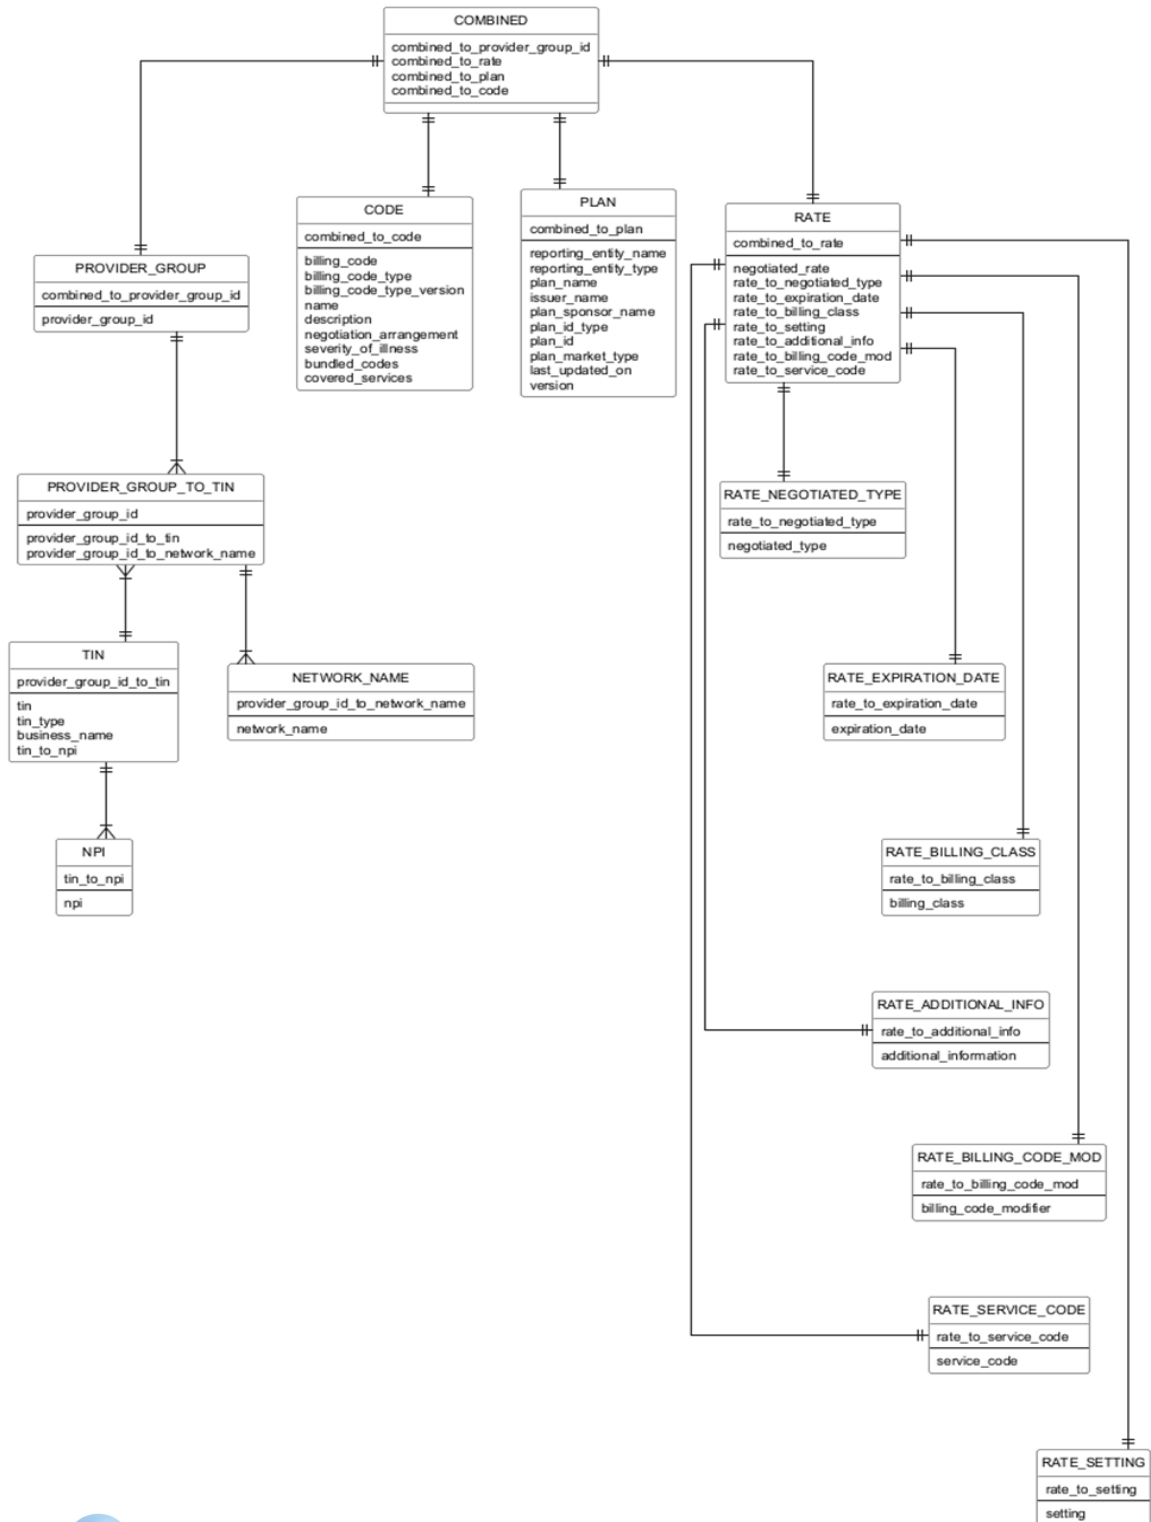 COMBINED
combined_to_provider_group_id
combined_to_rate
combined_to_plan
combined_to_code
CODE
combined_to_code
billing_code
billing_code_type
billing_code_type_version
name
description
negotiation_arrangement
severity_of_illness
bundled_codes
covered_services
PLAN
combined_to_plan
reporting_entity_name
reporting_entity_type
plan_name
issuer_name
plan_sponsor_name
plan_id_type
plan_id
plan_market_type
last_updated_on
version
RATE
combined_to_rate
negotiated_rate
rate_to_negotiated_type
rate_to_expiration_date
rate_to_billing_class
rate_to_setting
rate_to_additional_info
rate_to_billing_code_mod
rate_to_service_code
PROVIDER_GROUP
combined_to_provider_group_id
provider_group_id
PROVIDER_GROUP_TO_TIN
provider_group_id
provider_group_id_to_tin
provider_group_id_to_network_name
RATE_NEGOTIATED_TYPE
rate_to_negotiated_type
negotiated_type
TIN
provider_group_id_to_tin
tin
tin_type
business_name
tin_to_npi
NETWORK_NAME
provider_group_id_to_network_name
network_name
RATE_EXPIRATION_DATE
rate_to_expiration_date
expiration_date
NPI
tin_to_npi
npi
RATE_BILLING_CLASS
rate_to_billing_class
billing_class
RATE_ADDITIONAL_INFO
rate_to_additional_info
additional_information
RATE_BILLING_CODE_MOD
rate_to_billing_code_mod
billing_code_modifier
RATE_SERVICE_CODE
rate_to_service_code
service_code
RATE_SETTING
rate_to_setting
setting